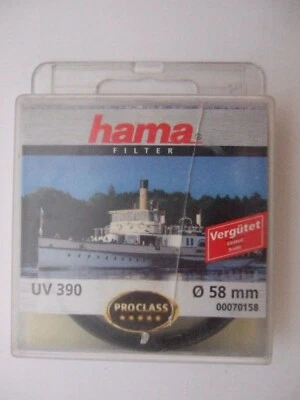 hama®
FILTER
Vergütet
UV 390
Ø 58 mm
00070158
PROCLASS